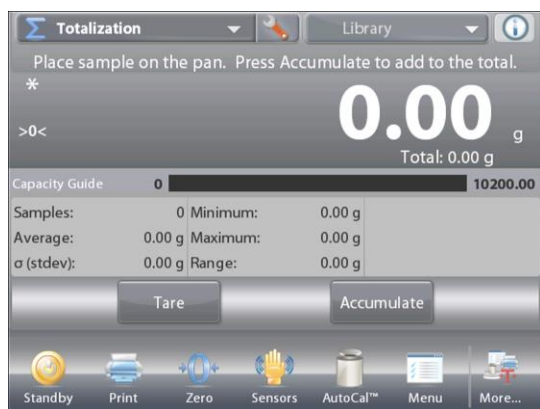 Σ Totalization Library
Place sample on the pan. Press Accumulate to add to the total.
*
0.00 g
>0<
Total: 0.00 g
Capacity Guide 0 10200.00
Samples: 0 Minimum: 0.00 g
Average: 0.00 g Maximum: 0.00 g
σ (stdev): 0.00 g Range: 0.00 g
Tare Accumulate
Standby Print Zero Sensors AutoCal™ Menu More...